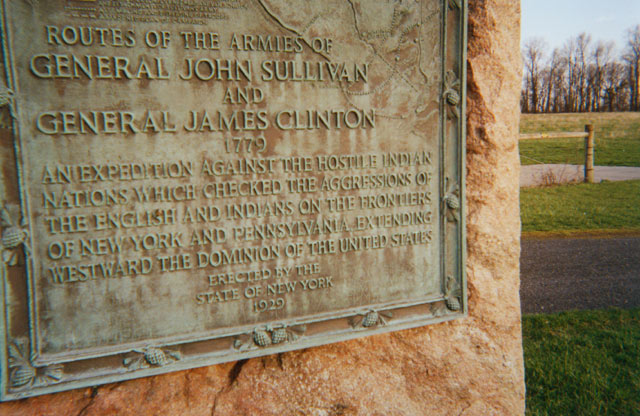 ROUTES OF THE ARMIES OF
GENERAL JOHN SULLIVAN
AND
GENERAL JAMES CLINTON
1779
AN EXPEDITION AGAINST THE HOSTILE INDIAN
NATIONS WHICH CHECKED THE AGGRESSIONS OF
THE ENGLISH AND INDIANS ON THE FRONTIERS
OF NEW YORK AND PENNSYLVANIA, EXTENDING
WESTWARD THE DOMINION OF THE UNITED STATES
ERECTED BY THE
STATE OF NEW YORK
1929